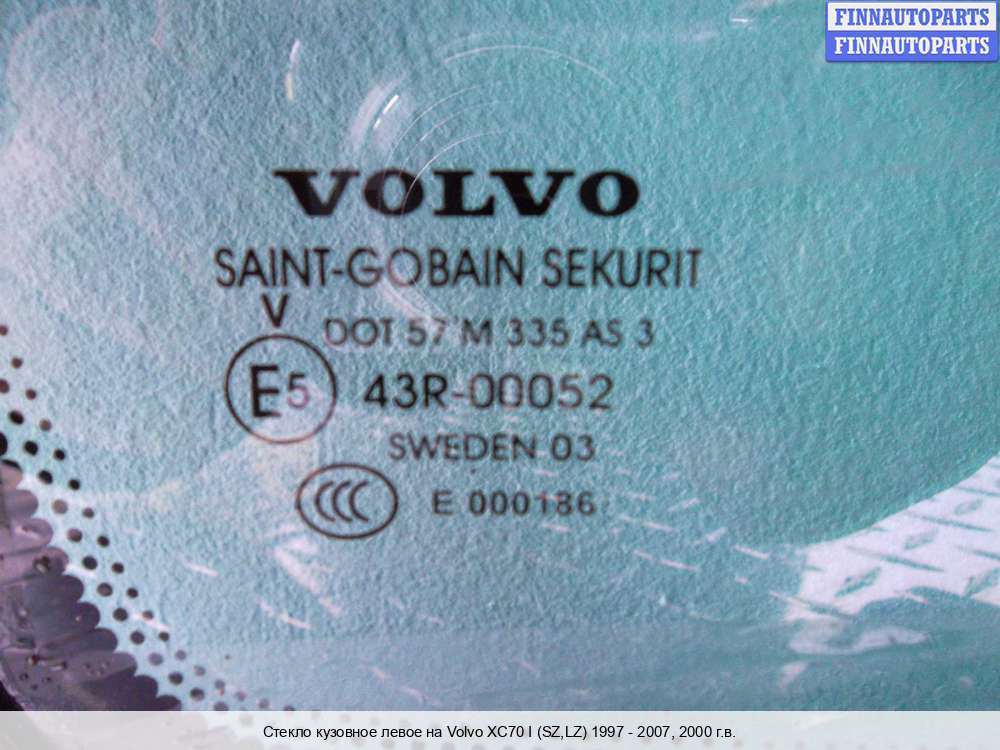 FINNAUTOPARTS
FINNAUTOPARTS
VOLVO
SAINT-GOBAIN SEKURIT
V
DOT 57 M 335 AS 3
E5 43R-00052
SWEDEN 03
CCC E 000186
Стекло кузовное левое на Volvo XC70 I (SZ,LZ) 1997 - 2007, 2000 г.в.